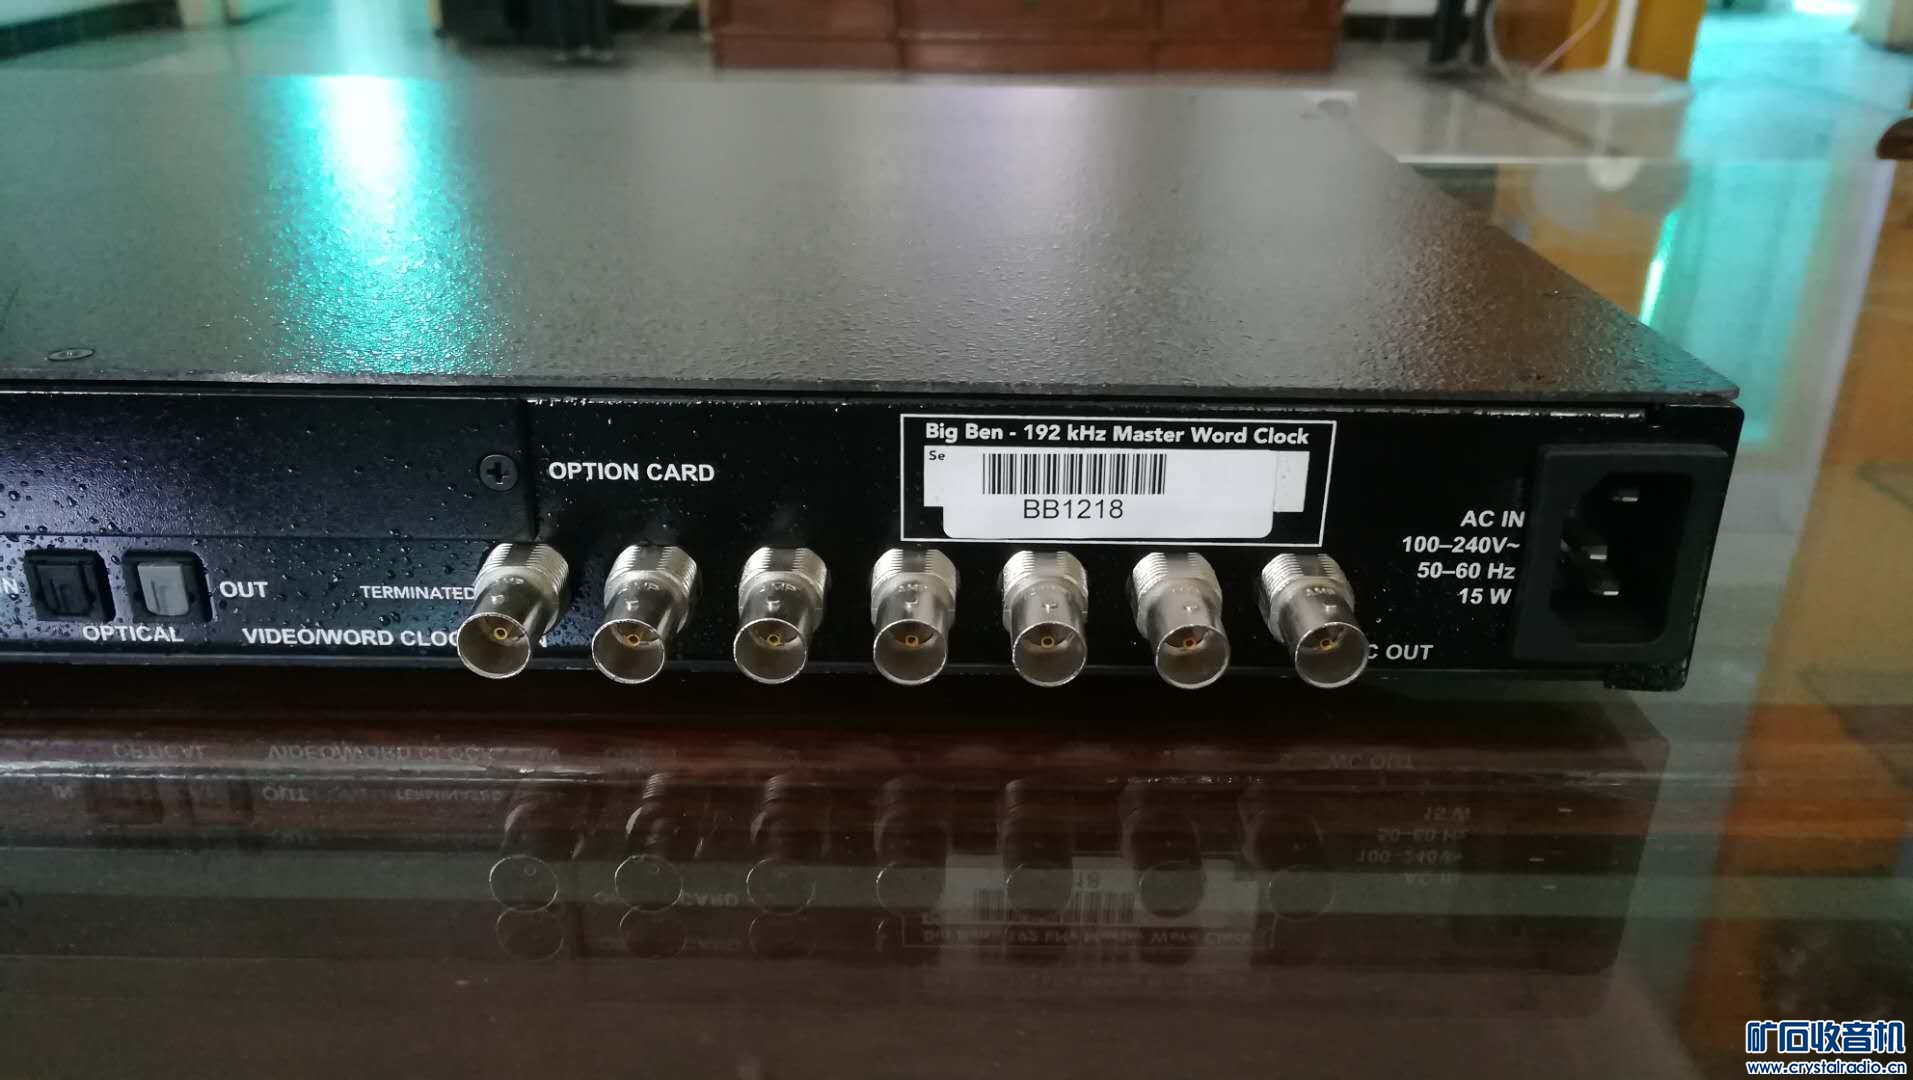 Big Ben - 192 kHz Master Word Clock
Se
BB1218
OPTION CARD
AC IN
100–240V~
50–60 Hz
15 W
IN
OUT
OPTICAL
TERMINATED
VIDEO/WORD CLOC N
C OUT
矿石收音机
www.crystalradio.cn